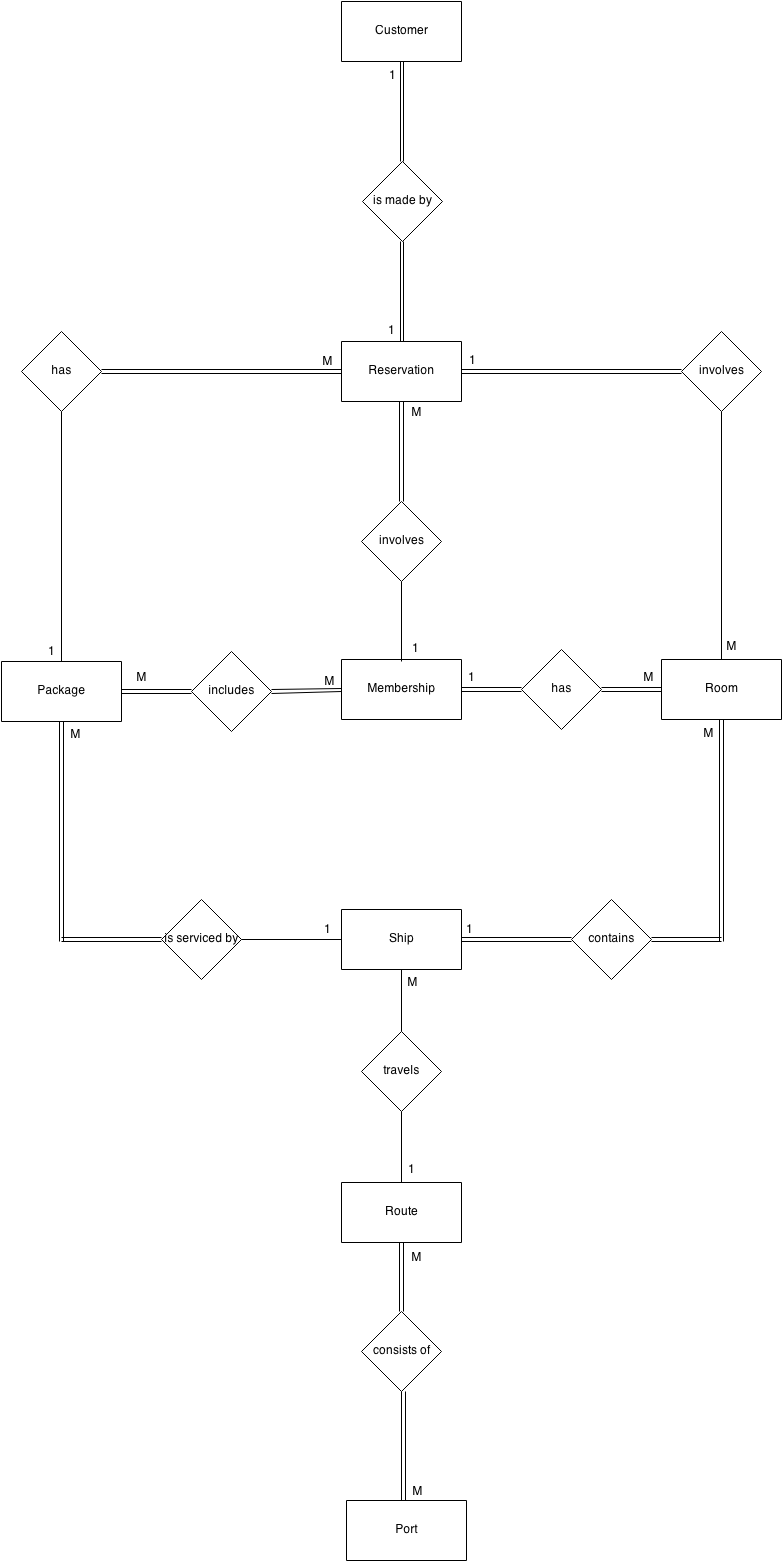 Customer
1
is made by
1
has
M
Reservation
1
involves
M
involves
1
1
M
Package
M
includes
M
Membership
1
has
M
Room
M
M
is serviced by
1
Ship
1
contains
M
travels
1
Route
M
consists of
M
Port